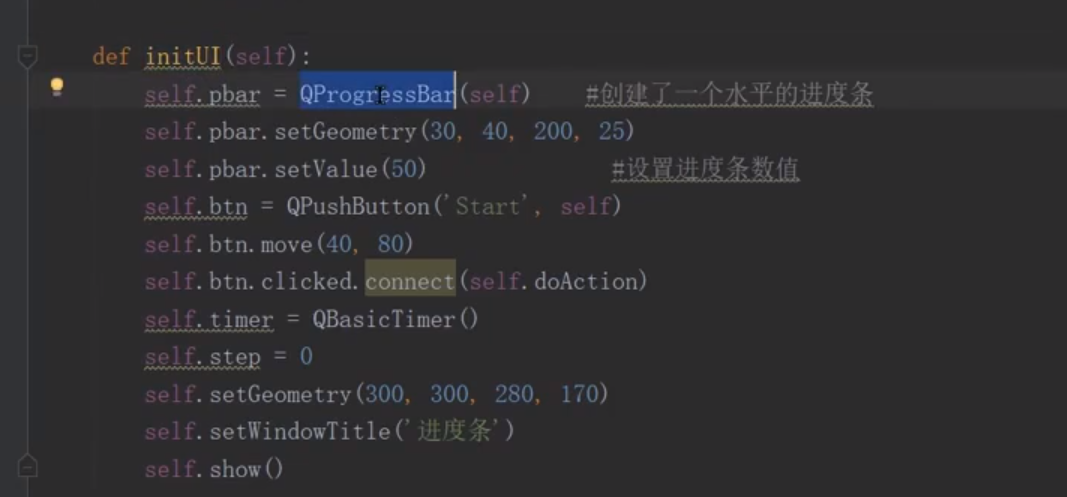 def initUI(self):
self.pbar = QProgressBar(self) #创建了一个水平的进度条
self.pbar.setGeometry(30, 40, 200, 25)
self.pbar.setValue(50) #设置进度条数值
self.btn = QPushButton('Start', self)
self.btn.move(40, 80)
self.btn.clicked.connect(self.doAction)
self.timer = QBasicTimer()
self.step = 0
self.setGeometry(300, 300, 280, 170)
self.setWindowTitle('进度条')
self.show()